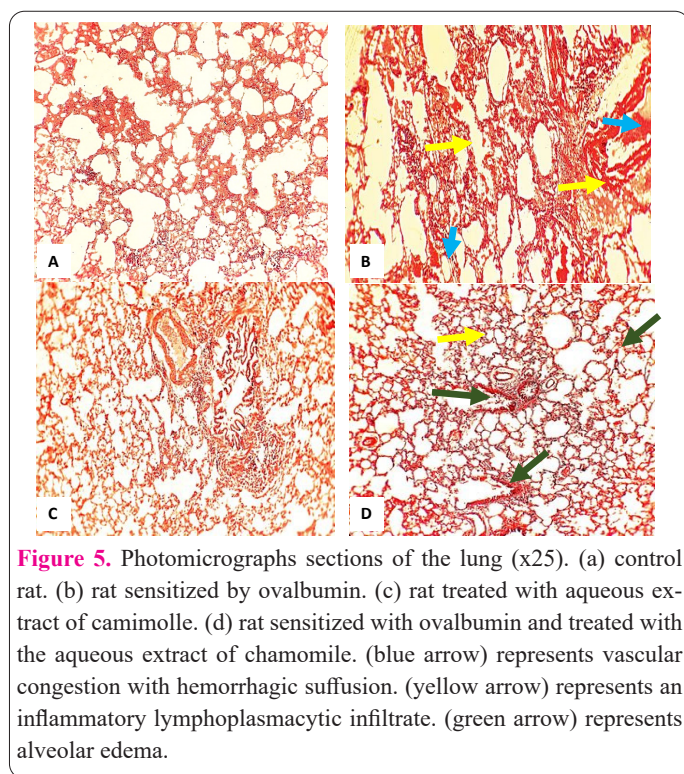 A
B
C
D
Figure 5. Photomicrographs sections of the lung (x25). (a) control
rat. (b) rat sensitized by ovalbumin. (c) rat treated with aqueous ex-
tract of camimolle. (d) rat sensitized with ovalbumin and treated with
the aqueous extract of chamomile. (blue arrow) represents vascular
congestion with hemorrhagic suffusion. (yellow arrow) represents an
inflammatory lymphoplasmacytic infiltrate. (green arrow) represents
alveolar edema.